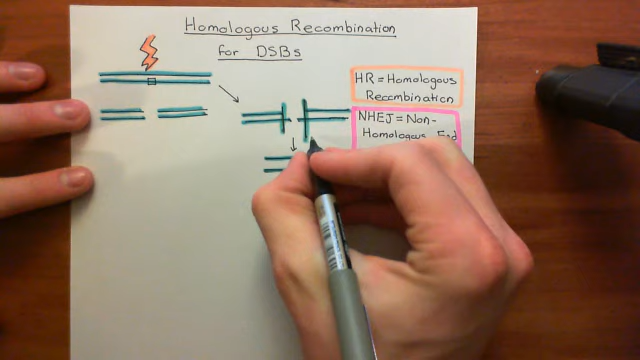 Homologous Recombination
for DSBs
HR = Homologous
Recombination
NHEJ = Non-
Homologous End